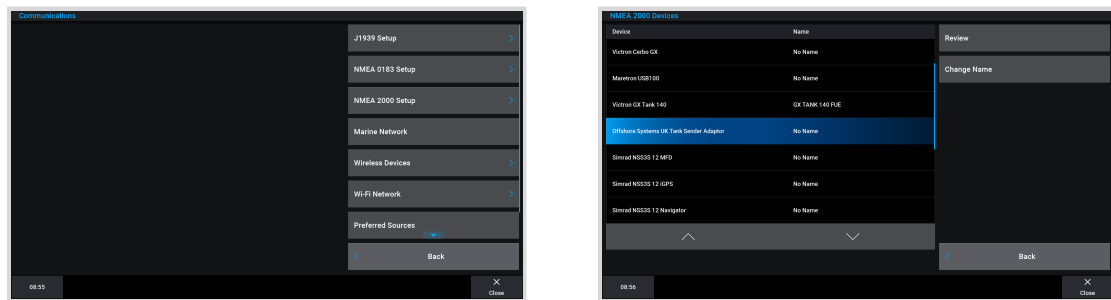 Communications
J1939 Setup
NMEA 0183 Setup
NMEA 2000 Setup
Marine Network
Wireless Devices
Wi-Fi Network
Preferred Sources
Back
08:55
Close
NMEA 2000 Devices
Device Name
Victron Cerbo GX No Name
Maretron USB100 No Name
Victron GX Tank 140 GX TANK 140 FUE
Offshore Systems UK Tank Sender Adaptor No Name
Simrad NSS3S 12 MFD No Name
Simrad NSS3S 12 iGPS No Name
Simrad NSS3S 12 Navigator No Name
Review
Change Name
Back
08:56
Close